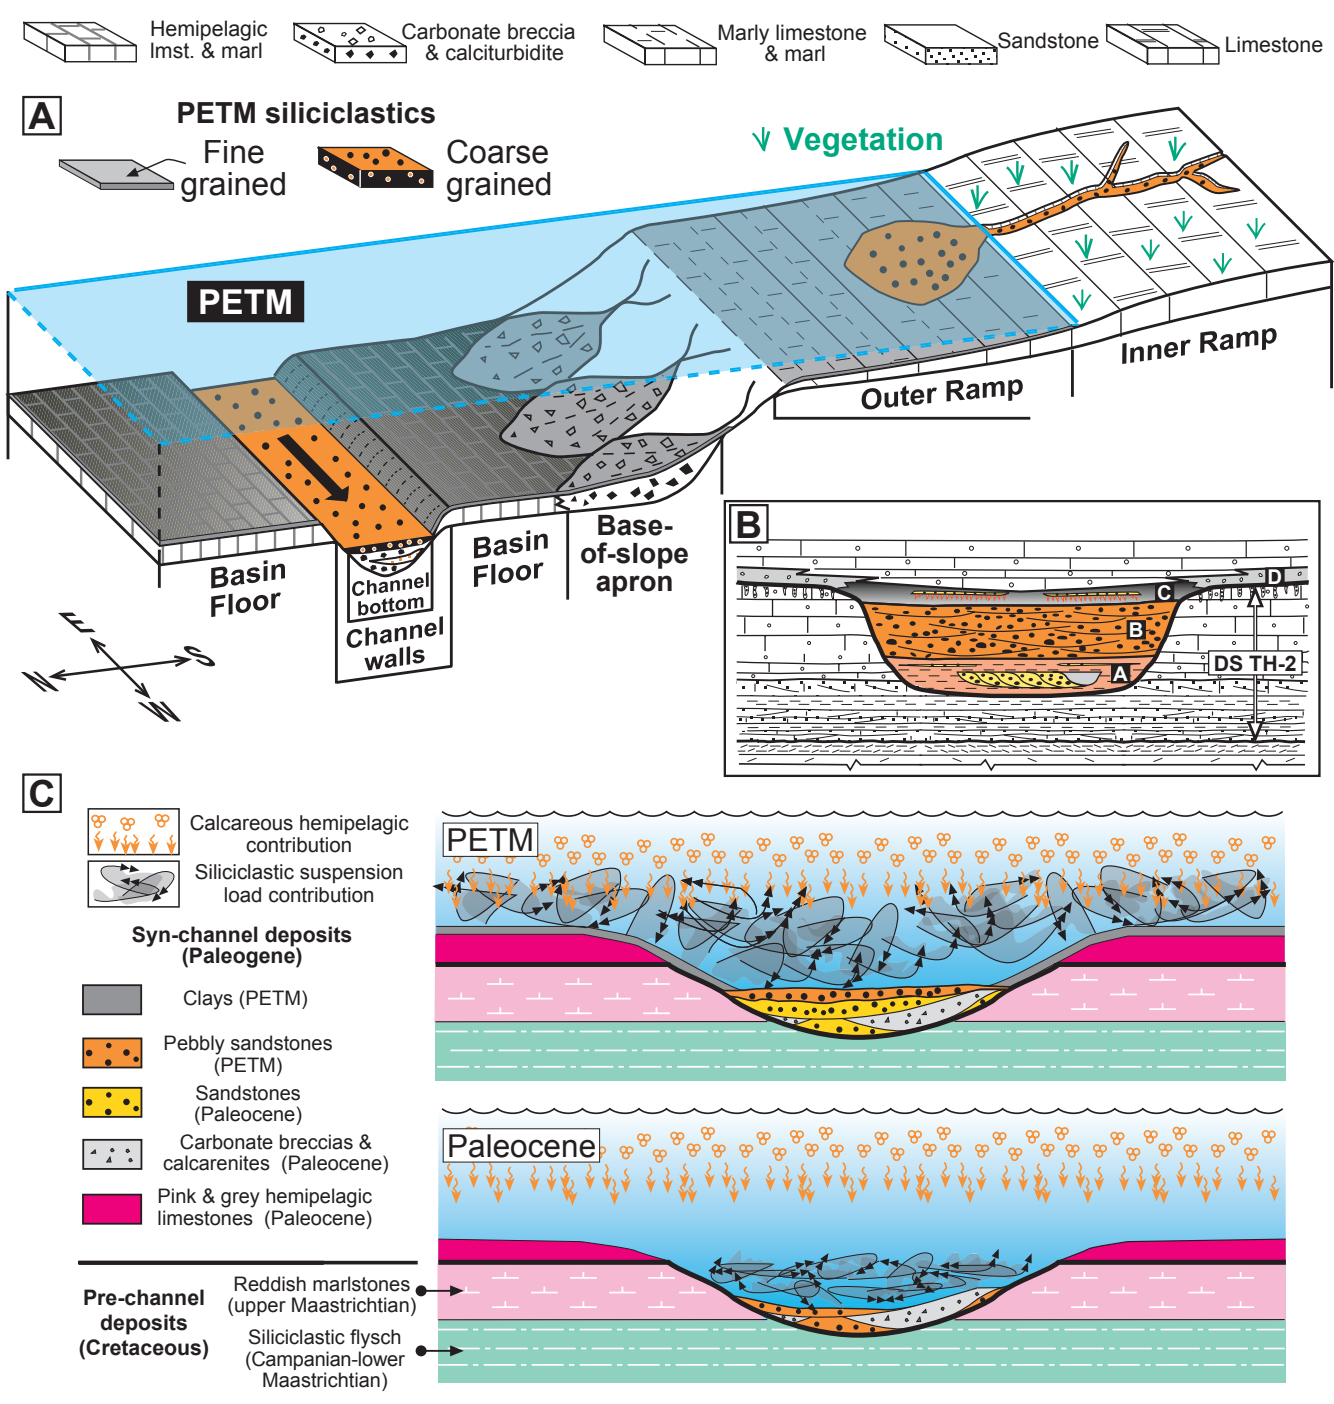 Hemipelagic
lmst. & marl
Carbonate breccia
& calciturbidite
Marly limestone
& marl
Sandstone
Limestone
A
PETM siliciclastics
Fine
grained
Coarse
grained
Vegetation
PETM
Inner Ramp
Outer Ramp
Base-
of-slope
apron
Basin
Floor
Basin
Floor
Channel
bottom
Channel
walls
E
S
N
W
B
D
C
B
A
DS TH-2
C
Calcareous hemipelagic
contribution
Siliciclastic suspension
load contribution
Syn-channel deposits
(Paleogene)
Clays (PETM)
Pebbly sandstones
(PETM)
Sandstones
(Paleocene)
Carbonate breccias &
calcarenites (Paleocene)
Pink & grey hemipelagic
limestones (Paleocene)
Pre-channel
deposits
(Cretaceous)
Reddish marlstones
(upper Maastrichtian)
Siliciclastic flysch
(Campanian-lower
Maastrichtian)
PETM
Paleocene